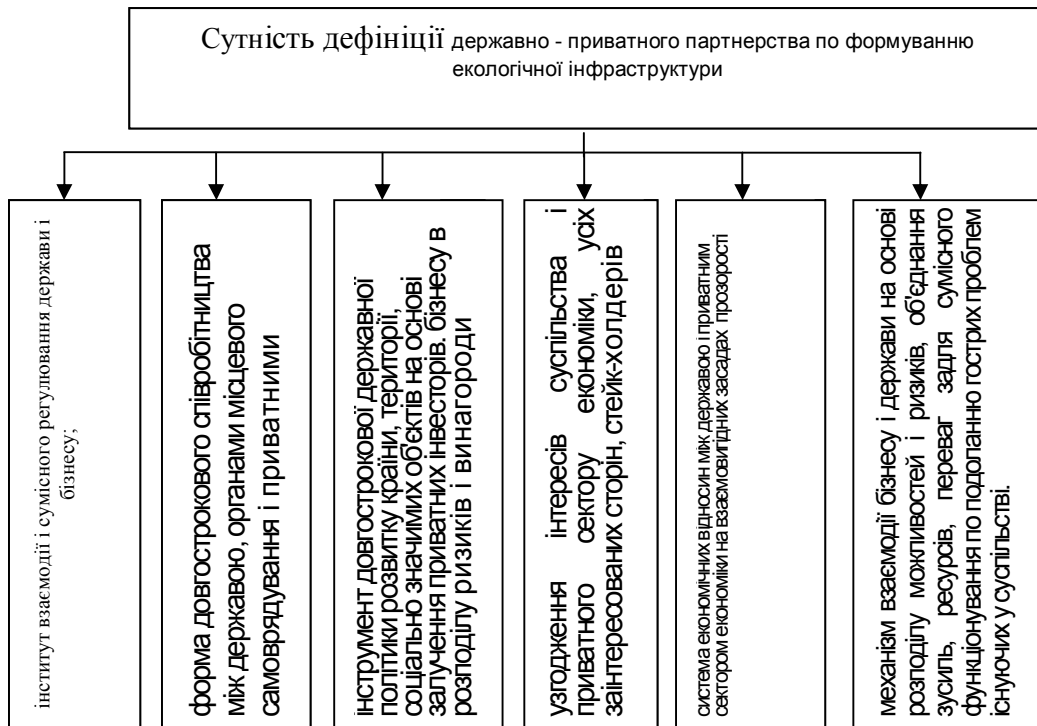 Сутність дефініції державно - приватного партнерства по формуванню
екологічної інфраструктури
інститут взаємодії і сумісного регулювання держави і
бізнесу;
форма довгострокового співробітництва
між державою, органами місцевого
самоврядування і приватними
інструмент довгострокової державної
політики розвитку країни, території,
соціально значимих об'єктів на основі
залучення приватних інвесторів. бізнесу в
розподілу ризиків і винагороди
узгодження інтересів суспільства і
приватного сектору економіки, усіх
заінтересованих сторін, стейк-холдерів
система економічних відносин між державою і приватним
сектором економіки на взаємовигідних засадах прозорості
механізм взаємодії бізнесу і держави на основі
розподілу можливостей і ризиків, об'єднання
зусиль, ресурсів, переваг задля сумісного
функціонування по подоланню гострих проблем
існуючих у суспільстві.